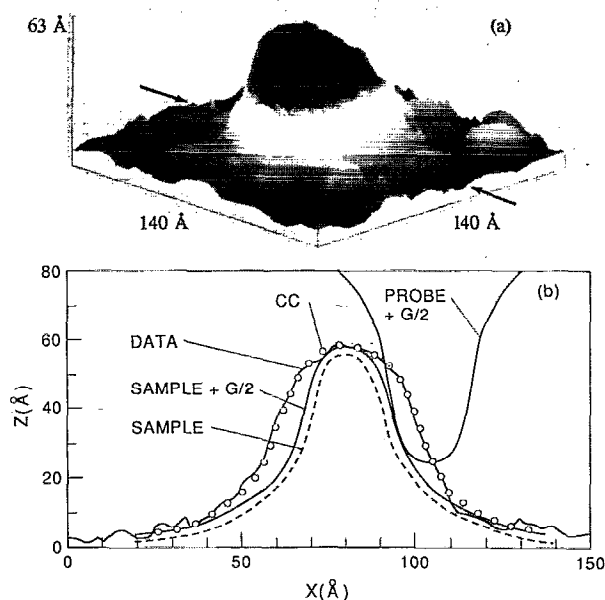 63 Å
(a)
140 Å
140 Å
80
60
40
20
0
Z(Å)
(b)
CC
PROBE
+ G/2
DATA
SAMPLE + G/2
SAMPLE
0
50
100
150
X(Å)